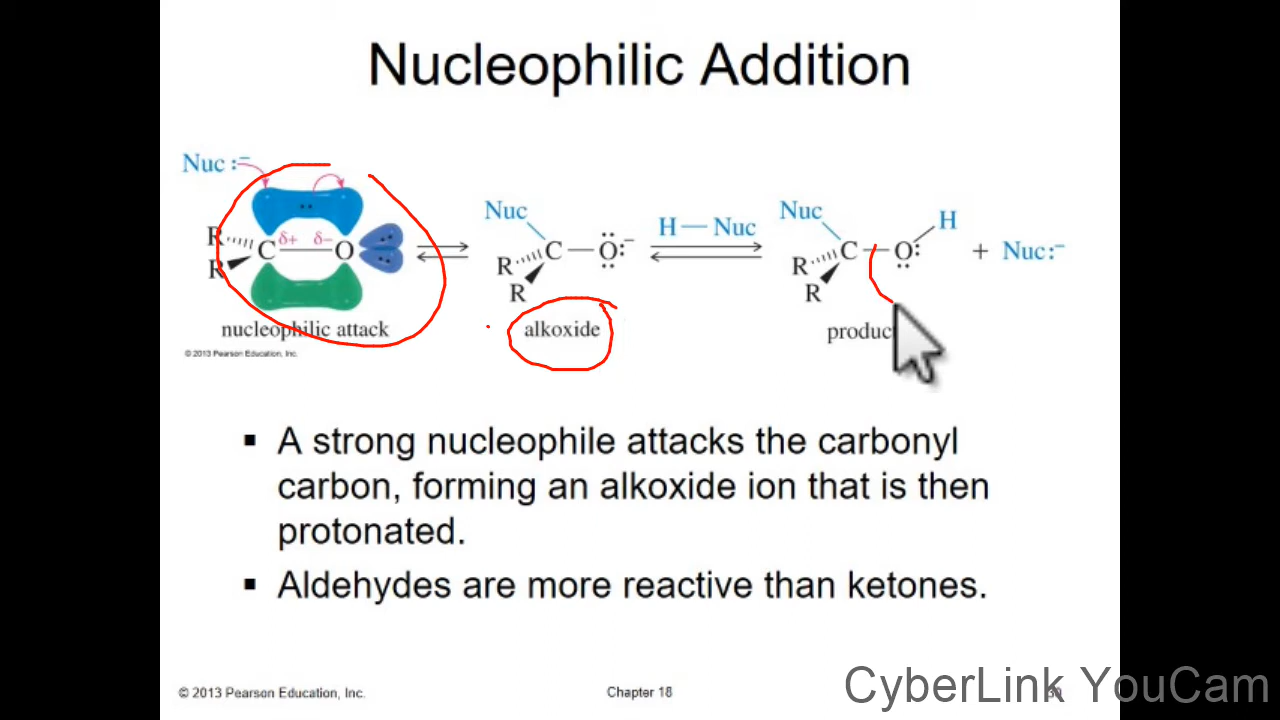 Nucleophilic Addition
Nuc:⁻
R
R
C
δ+
δ−
O
nucleophilic attack
© 2013 Pearson Education, Inc.
Nuc
R
R
C
O
:⁻
alkoxide
H — Nuc
Nuc
R
R
C
O
:
H
produc
+ Nuc:⁻
▪ A strong nucleophile attacks the carbonyl
carbon, forming an alkoxide ion that is then
protonated.
▪ Aldehydes are more reactive than ketones.
© 2013 Pearson Education, Inc.
Chapter 18
CyberLink YouCam